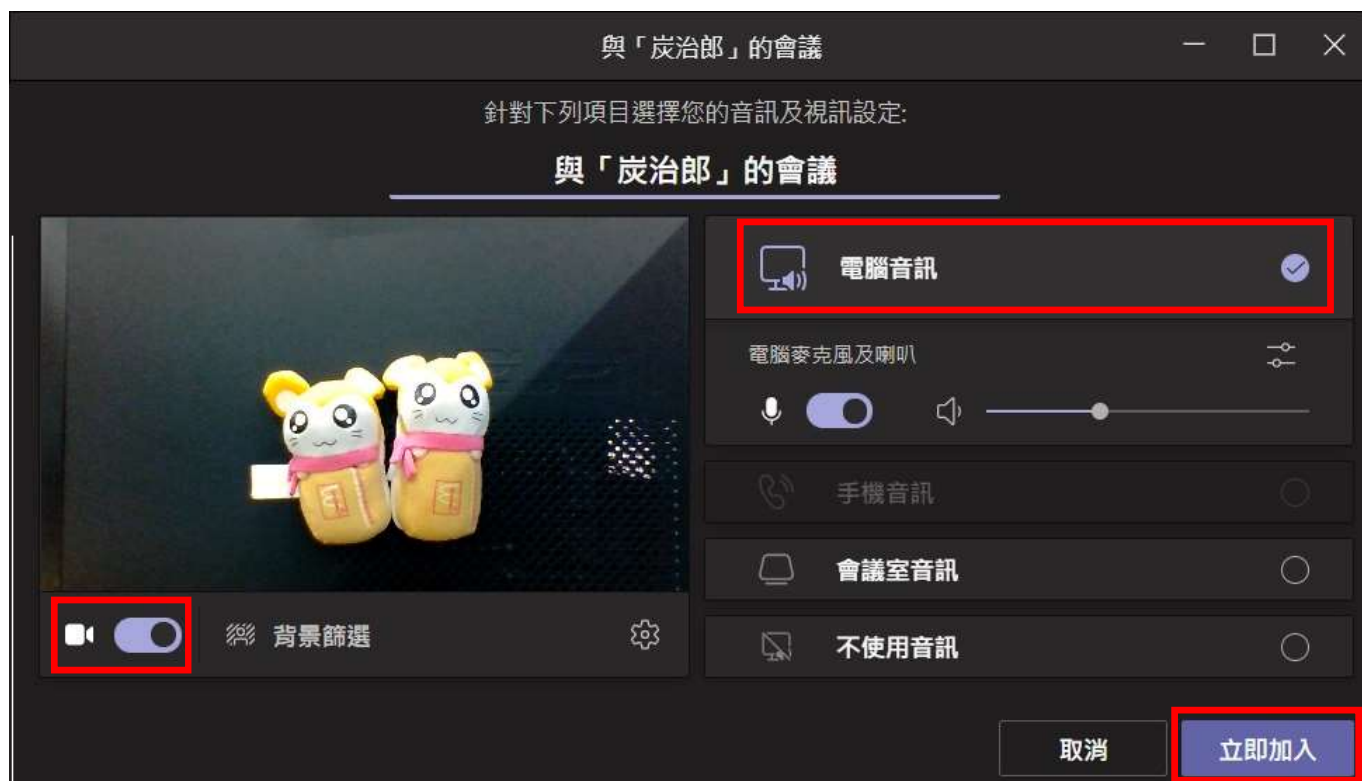 與「炭治郎」的會議
針對下列項目選擇您的音訊及視訊設定:
與「炭治郎」的會議
電腦音訊
電腦麥克風及喇叭
手機音訊
會議室音訊
背景篩選
不使用音訊
取消
立即加入